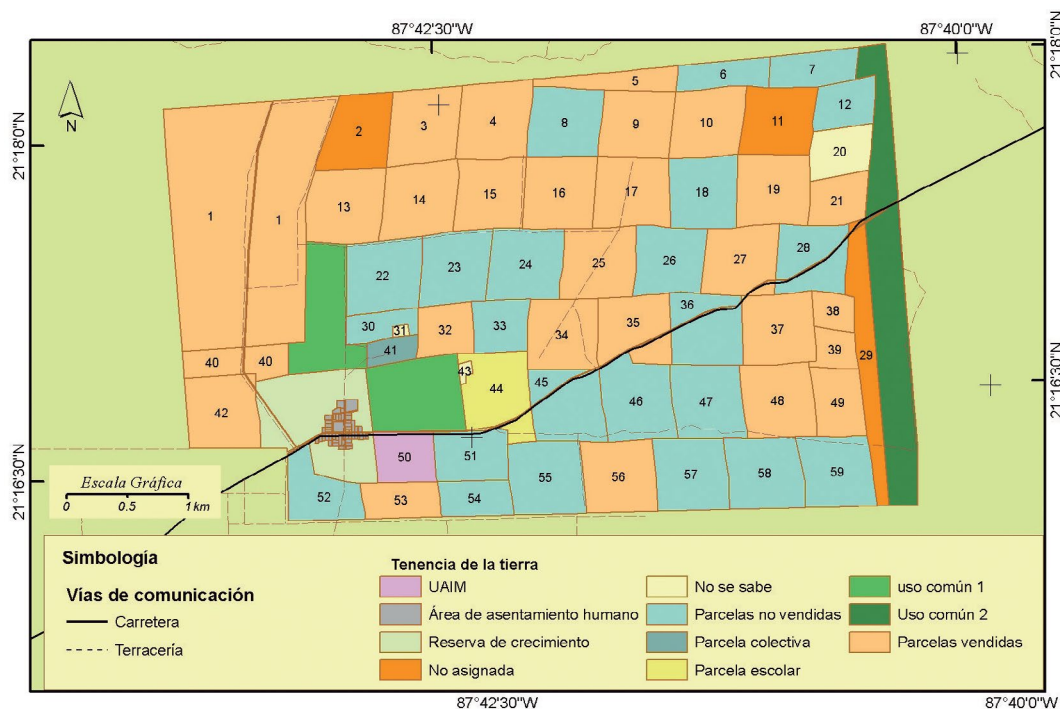 87°42'30"W 87°40'0"W
21°18'0"N
21°18'0"N
N
5 6 7
2 3 4 8 9 10 11 12
20
1 1 13 14 15 16 17 18 19 21
22 23 24 25 26 27 28
30 31 32 33 34 35 36 37 38
41 39 29
40 40
42 43 44 45 46 47 48 49
50 51
52 53 54 55 56 57 58 59
21°16'30"N
21°16'30"N
Escala Gráfica
0 0.5 1 km
Simbología
Vías de comunicación
Carretera
Terracería
Tenencia de la tierra
UAIM
Área de asentamiento humano
Reserva de crecimiento
No asignada
No se sabe
Parcelas no vendidas
Parcela colectiva
Parcela escolar
uso común 1
Uso común 2
Parcelas vendidas
87°42'30"W 87°40'0"W